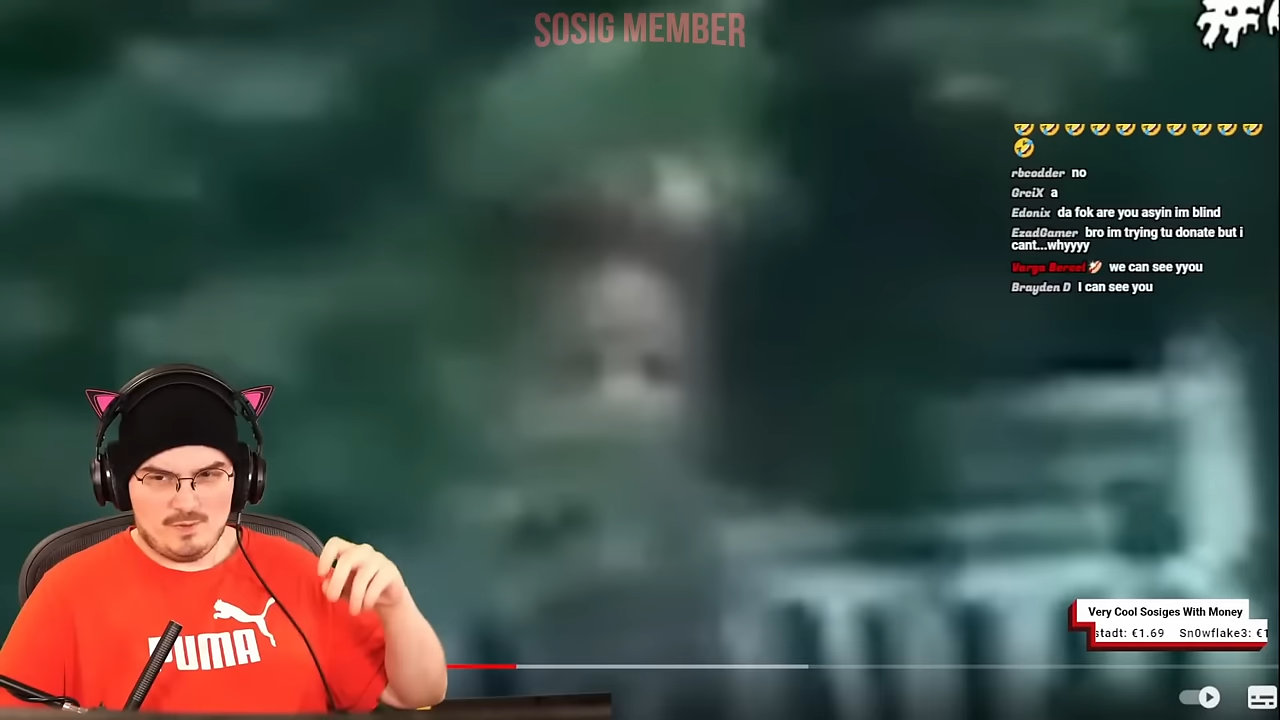 SOSIG MEMBER
rbcodder no
GreiX a
Edonix da fok are you asyin im blind
EzadGamer bro im trying tu donate but i
cant...whyyyy
we can see yyou
Brayden D I can see you
PUMA
Very Cool Sosiges With Money
stadt: €1.69 Sn0wflake3: €1